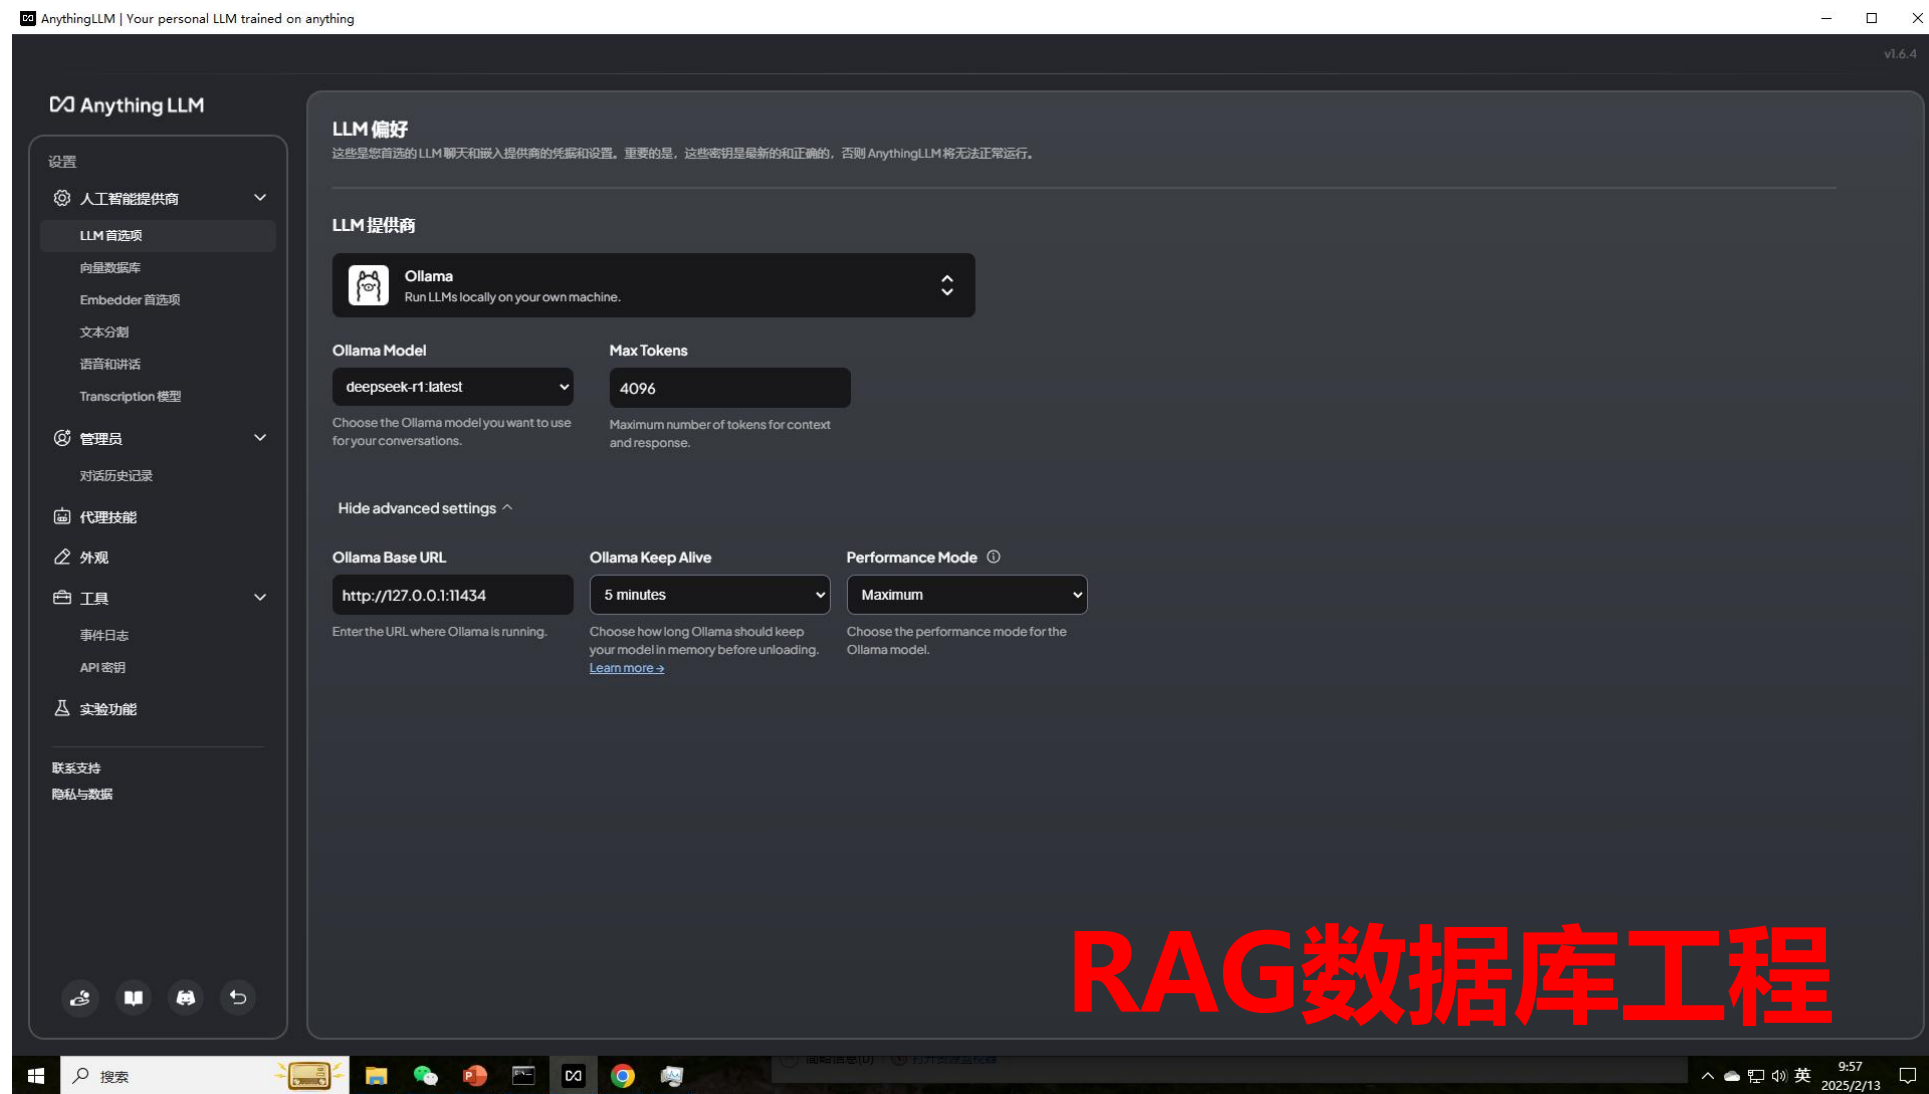 AnythingLLM | Your personal LLM trained on anything
v1.6.4
Anything LLM
设置
人工智能提供商
LLM 首选项
向量数据库
Embedder 首选项
文本分割
语音和讲话
Transcription 模型
管理员
对话历史记录
代理技能
外观
工具
事件日志
API 密钥
实验功能
联系支持
隐私与数据
LLM 偏好
这些是您首选的 LLM 聊天和嵌入提供商的凭据和设置。重要的是，这些密钥是最新的和正确的，否则 AnythingLLM 将无法正常运行。
LLM 提供商
Ollama
Run LLMs locally on your own machine.
Ollama Model
deepseek-r1:latest
Choose the Ollama model you want to use
for your conversations.
Max Tokens
4096
Maximum number of tokens for context
and response.
Hide advanced settings
Ollama Base URL
http://127.0.0.1:11434
Enter the URL where Ollama is running.
Ollama Keep Alive
5 minutes
Choose how long Ollama should keep
your model in memory before unloading.
Learn more →
Performance Mode
Maximum
Choose the performance mode for the
Ollama model.
RAG数据库工程
简略信息(D)
打开资源监视器
搜索
英
9:57
2025/2/13